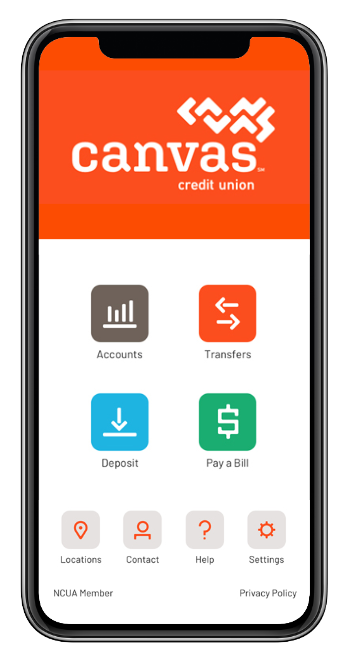 canvas℠
credit union
Accounts
Transfers
Deposit
Pay a Bill
Locations
Contact
Help
Settings
NCUA Member
Privacy Policy